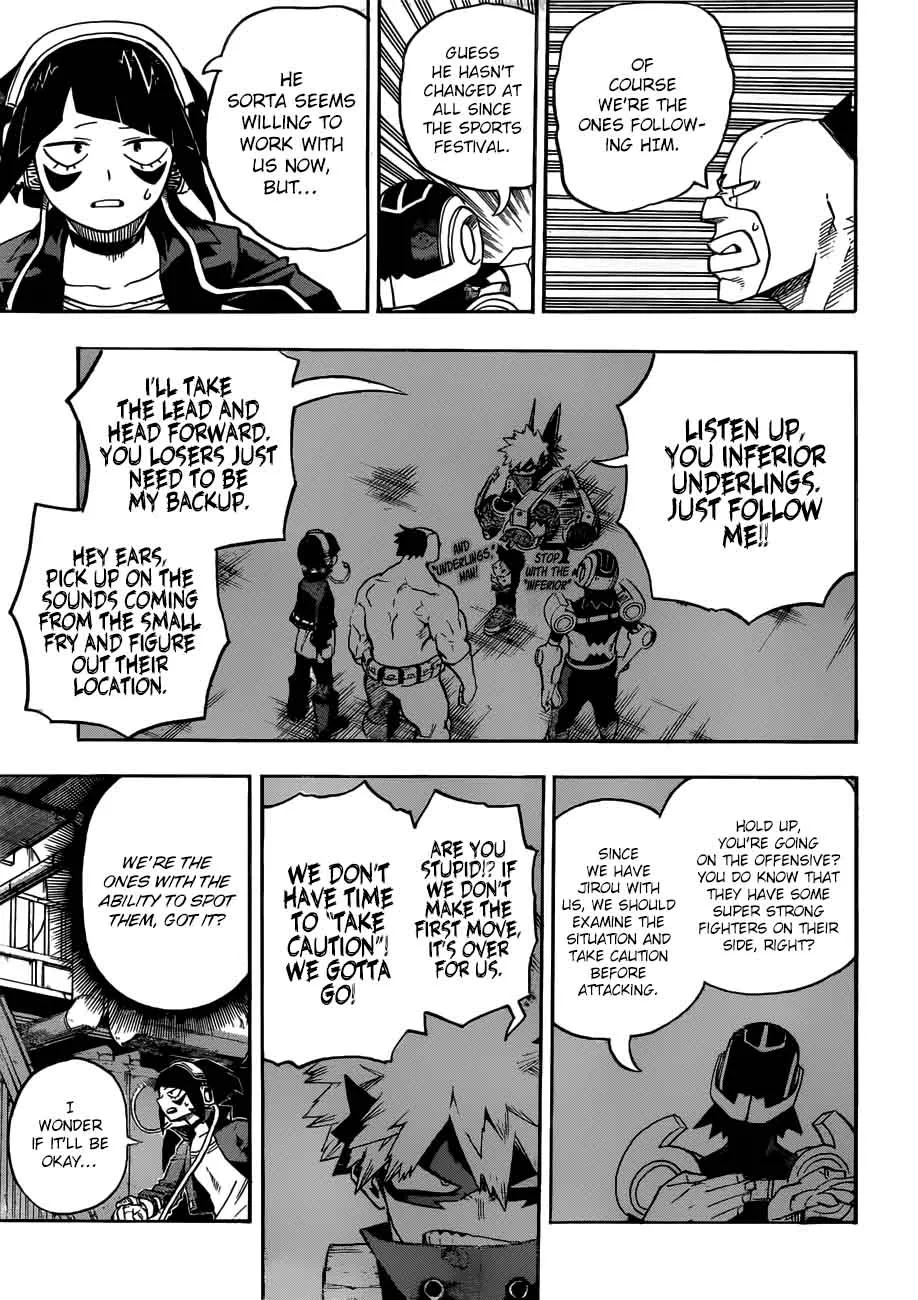 OF
COURSE
WE'RE THE
ONES FOLLOW-
ING HIM.
GUESS
HE HASN'T
CHANGED AT
ALL SINCE
THE SPORTS
FESTIVAL.
HE
SORTA SEEMS
WILLING TO
WORK WITH
US NOW,
BUT...
LISTEN UP,
YOU INFERIOR
UNDERLINGS.
JUST FOLLOW
ME!!
STOP
WITH THE
"INFERIOR"
AND
"UNDERLINGS,"
MAN!
I'LL TAKE
THE LEAD AND
HEAD FORWARD.
YOU LOSERS JUST
NEED TO BE
MY BACKUP.
HEY EARS,
PICK UP ON THE
SOUNDS COMING
FROM THE SMALL
FRY AND FIGURE
OUT THEIR
LOCATION.
HOLD UP,
YOU'RE GOING
ON THE OFFENSIVE?
YOU DO KNOW THAT
THEY HAVE SOME
SUPER STRONG
FIGHTERS ON THEIR
SIDE, RIGHT?
SINCE
WE HAVE
JIROU WITH
US, WE SHOULD
EXAMINE THE
SITUATION AND
TAKE CAUTION
BEFORE
ATTACKING.
ARE YOU
STUPID!? IF
WE DON'T
MAKE THE
FIRST MOVE,
IT'S OVER
FOR US.
WE DON'T
HAVE TIME
TO "TAKE
CAUTION"!
WE GOTTA
GO!
WE'RE THE
ONES WITH THE
ABILITY TO SPOT
THEM, GOT IT?
I
WONDER
IF IT'LL BE
OKAY...